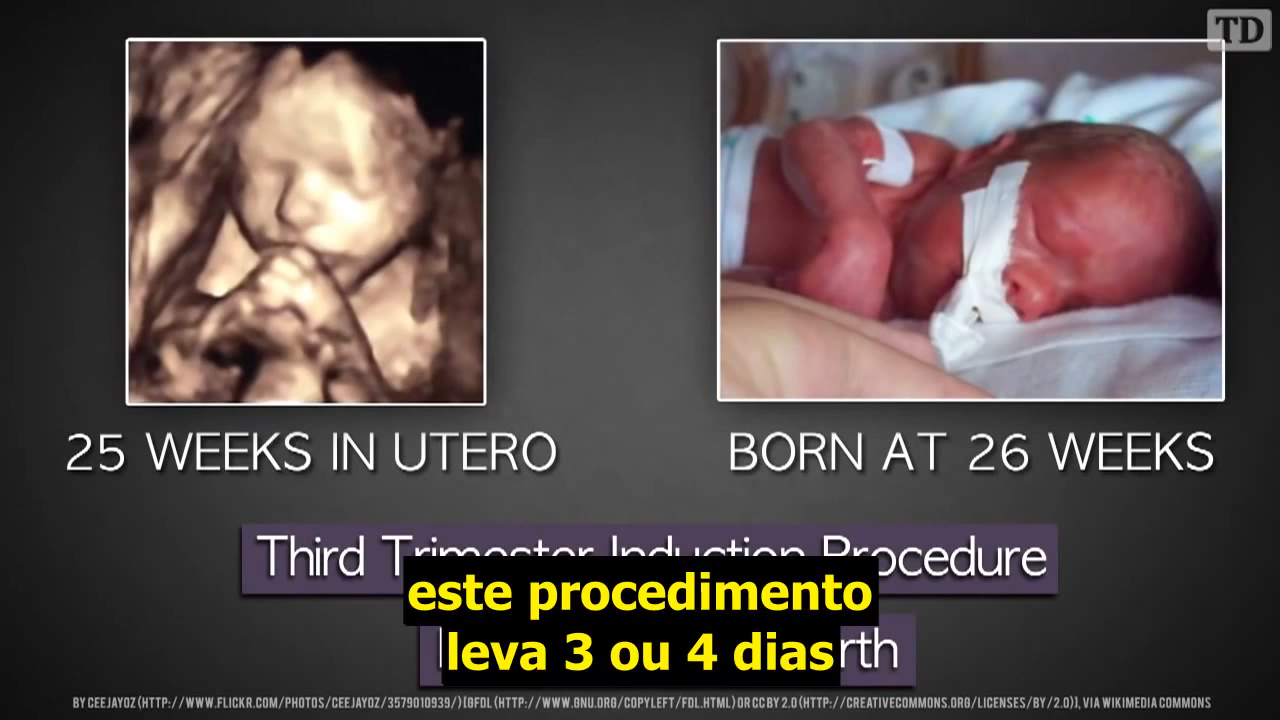 TD
25 WEEKS IN UTERO
BORN AT 26 WEEKS
Third Trimester Induction Procedure
este procedimento
leva 3 ou 4 dias
BY CEEJAYOZ (HTTP://WWW.FLICKR.COM/PHOTOS/CEEJAYOZ/3579010939/) [GFDL (HTTP://WWW.GNU.ORG/COPYLEFT/FDL.HTML) OR CC BY 2.0 (HTTP://CREATIVECOMMONS.ORG/LICENSES/BY/2.0)], VIA WIKIMEDIA COMMONS